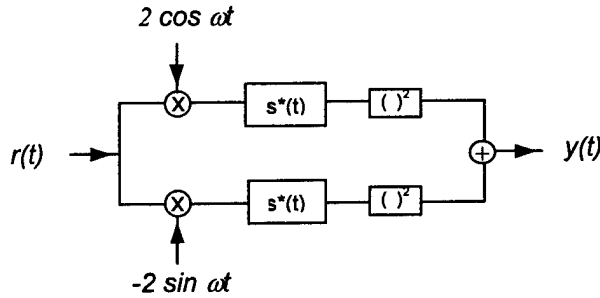 2 cos ωt
X
s*(t)
( )²
r(t)
+
y(t)
X
s*(t)
( )²
-2 sin ωt